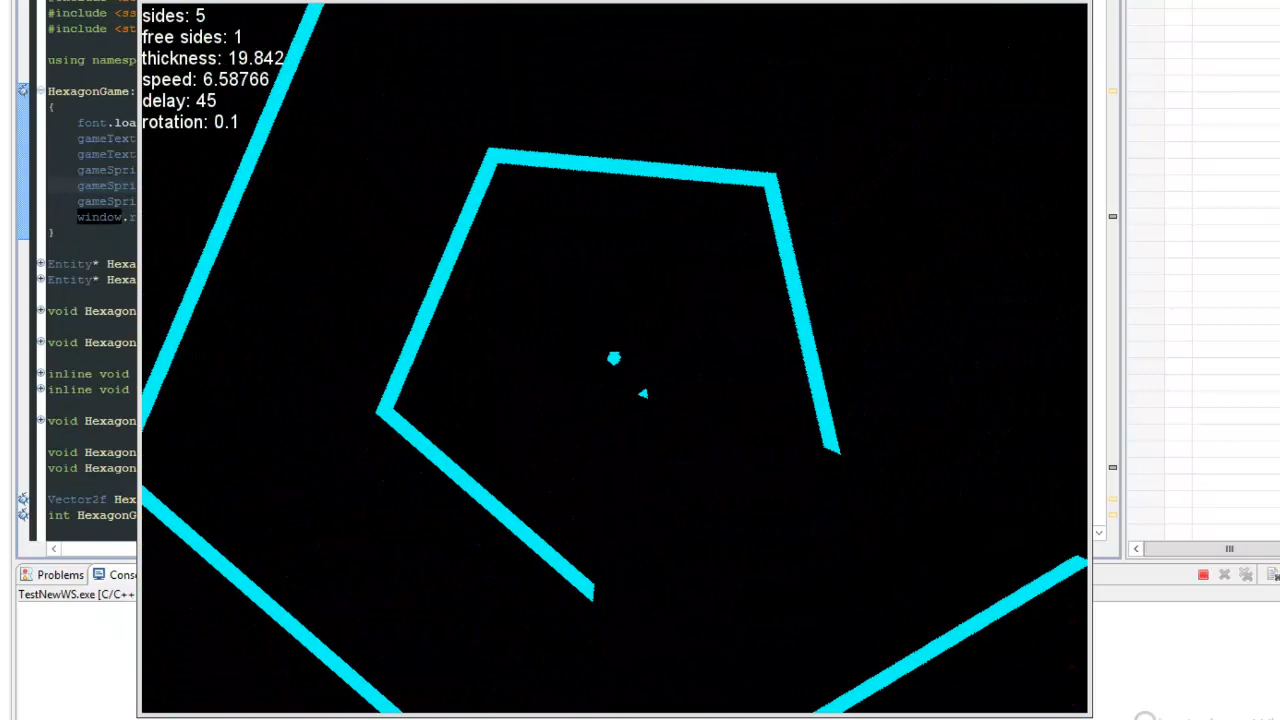 sides: 5
free sides: 1
thickness: 19.842
speed: 6.58766
delay: 45
rotation: 0.1
#include <ss
#include <st
using namesp
HexagonGame:
{
font.loa
gameText
gameText
gameSpri
gameSpri
gameSpri
window.r
}
Entity* Hexa
Entity* Hexa
void Hexagon
void Hexagon
inline void
inline void
void Hexagon
void Hexagon
void Hexagon
Vector2f Hex
int HexagonG
Problems
Cons
TestNewWS.exe [C/C++